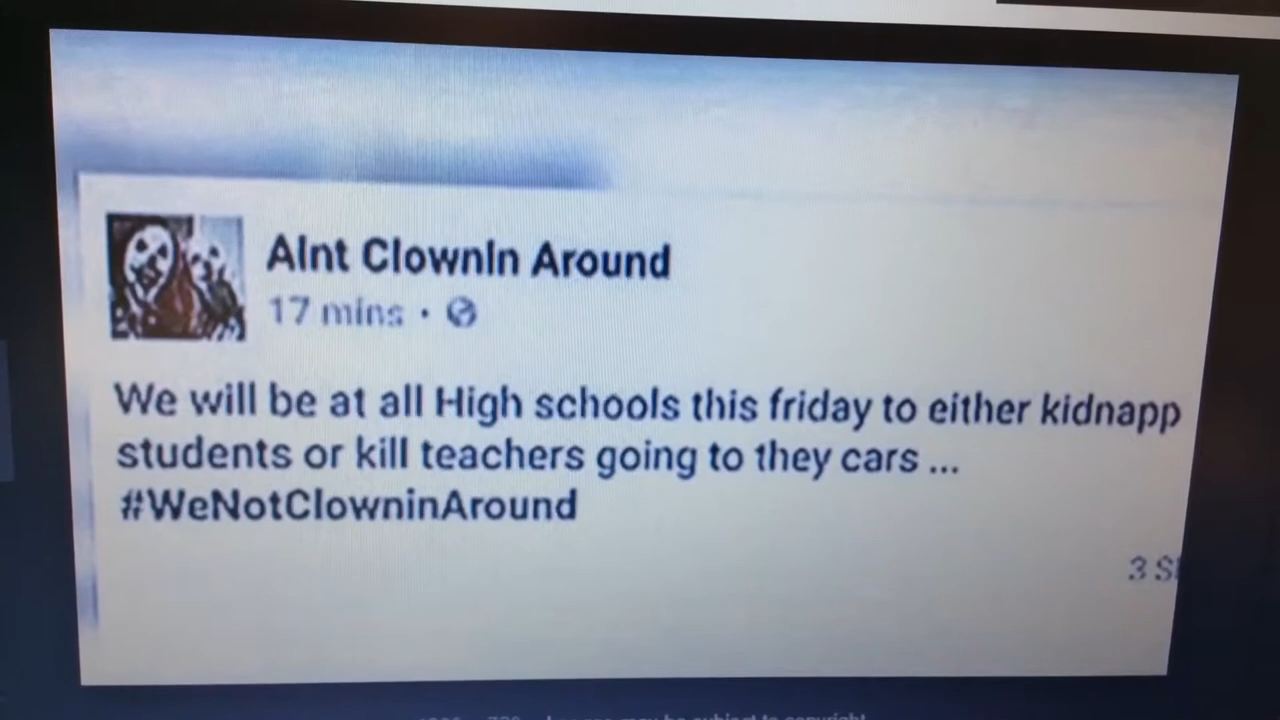 AInt ClownIn Around
17 mins ·
We will be at all High schools this friday to either kidnapp
students or kill teachers going to they cars ...
#WeNotClowninAround
3